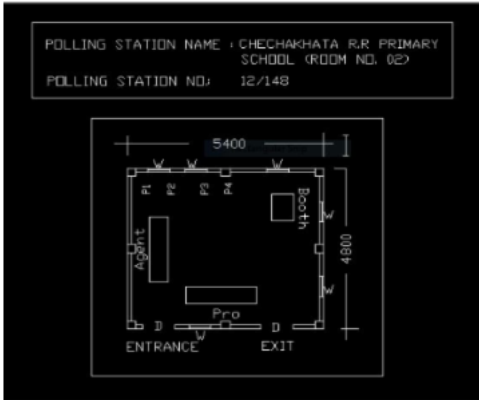 POLLING STATION NAME : CHECHAKHATA R.R PRIMARY
SCHOOL (ROOM NO. 02)
POLLING STATION NO: 12/148
5400
W W W
P1 P2 P3 P4
Booth
W
Agent
4800
W
Pro
D W D
ENTRANCE EXIT